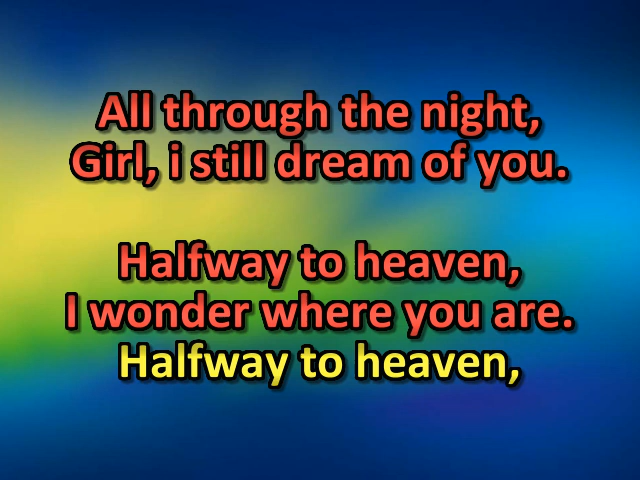 All through the night,
Girl, i still dream of you.
Halfway to heaven,
I wonder where you are.
Halfway to heaven,